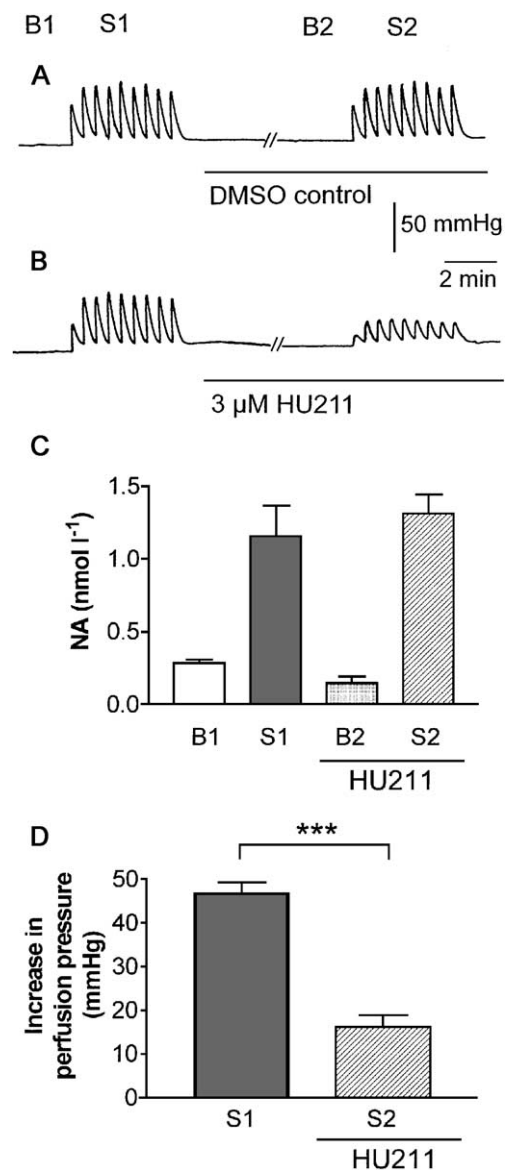 B1 S1 B2 S2
A
DMSO control
50 mmHg
2 min
B
3 µM HU211
C
NA (nmol l⁻¹)
1.5
1.0
0.5
0.0
B1 S1 B2 S2
HU211
D
***
Increase in
perfusion pressure
(mmHg)
50
40
30
20
10
0
S1 S2
HU211